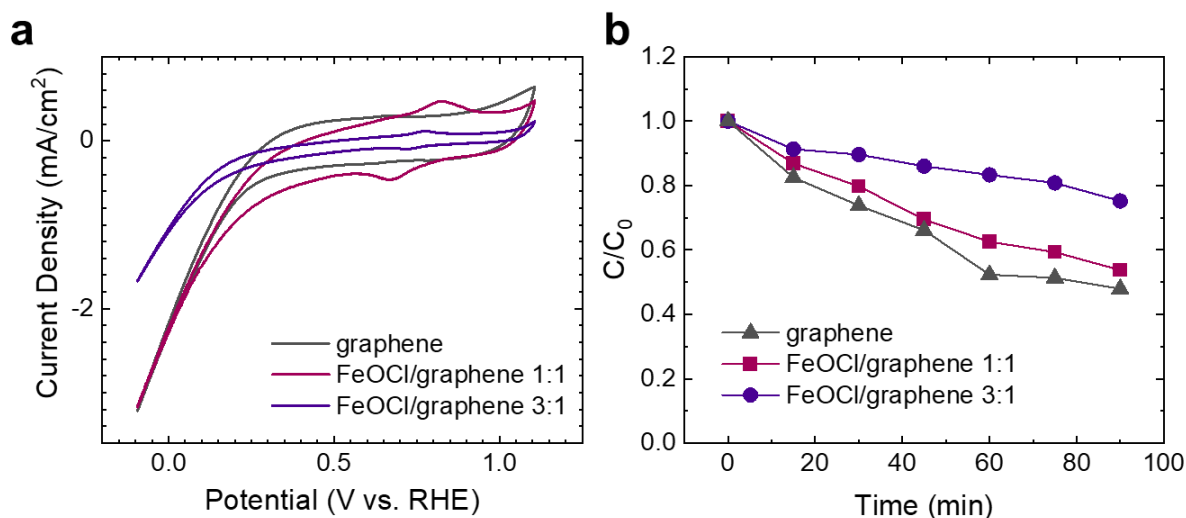 a
Current Density (mA/cm²)
0
-2
0.0 0.5 1.0
Potential (V vs. RHE)
graphene
FeOCl/graphene 1:1
FeOCl/graphene 3:1
b
C/C₀
1.2
1.0
0.8
0.6
0.4
0.2
0.0
0 20 40 60 80 100
Time (min)
graphene
FeOCl/graphene 1:1
FeOCl/graphene 3:1